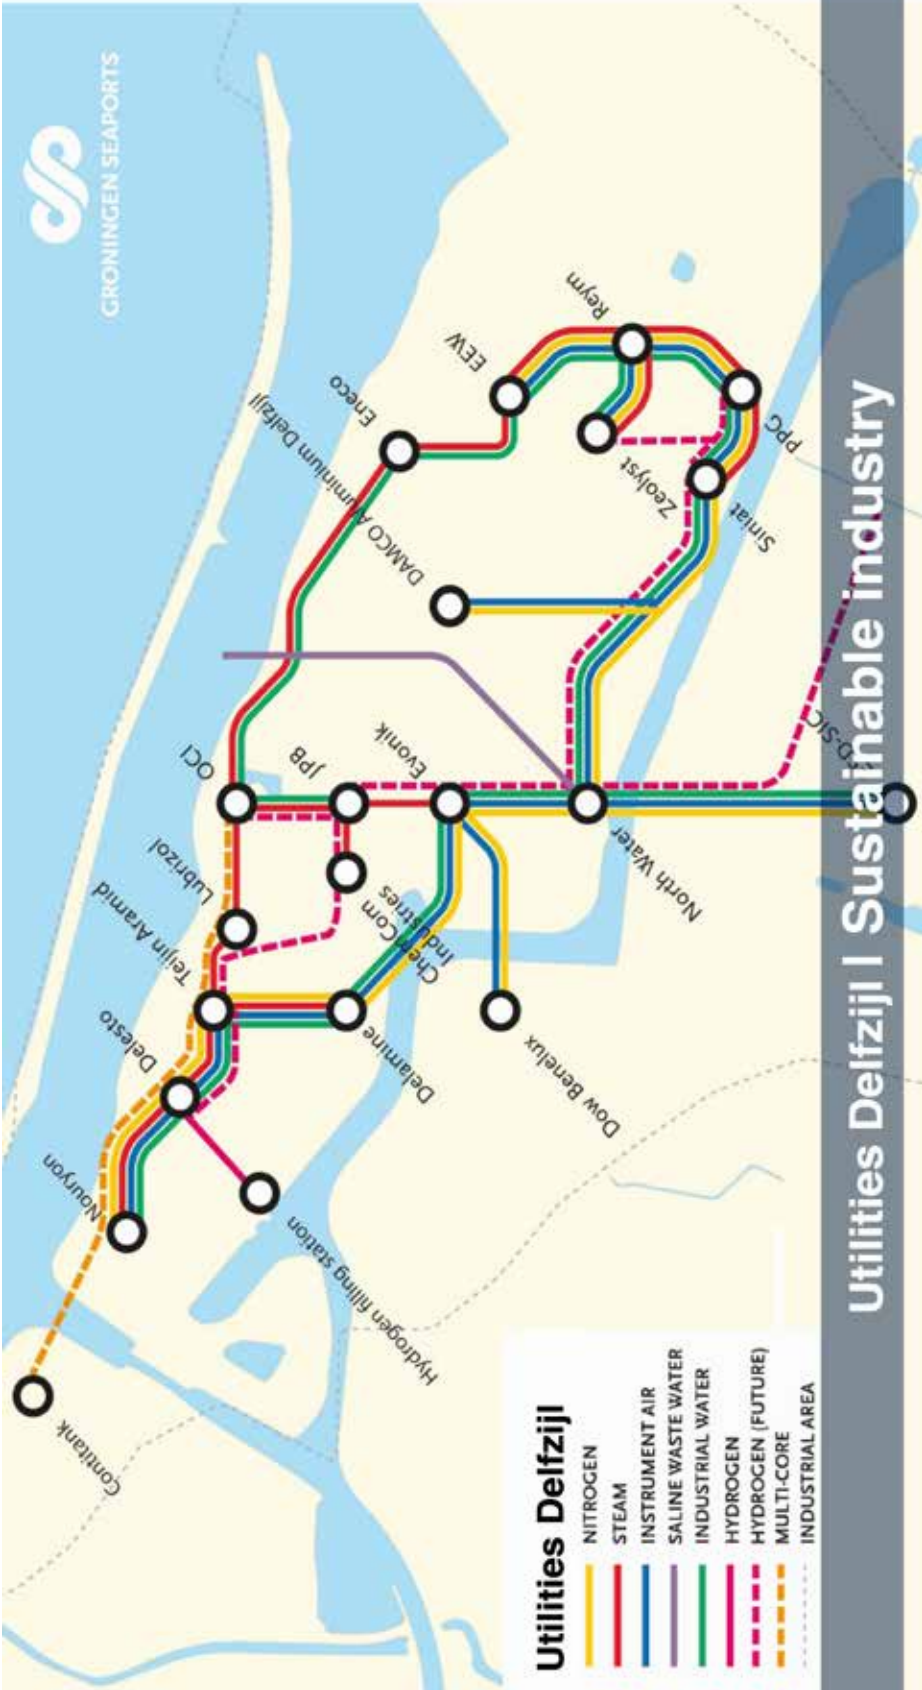 GRONINGEN SEAPORTS
Contitank
Nouryon
Hydrogen filling station
Delesto
Teijin Aramid
Lubrizol
OCI
Delamine
Dow Benelux
ChemCom
Industries
JPB
Evonik
North Water
DAMCO Aluminium Delfzijl
Eneco
EEW
Reym
Zeolyst
Siniat
PPG
Utilities Delfzijl
NITROGEN
STEAM
INSTRUMENT AIR
SALINE WASTE WATER
INDUSTRIAL WATER
HYDROGEN
HYDROGEN (FUTURE)
MULTI-CORE
INDUSTRIAL AREA
Utilities Delfzijl | Sustainable industry